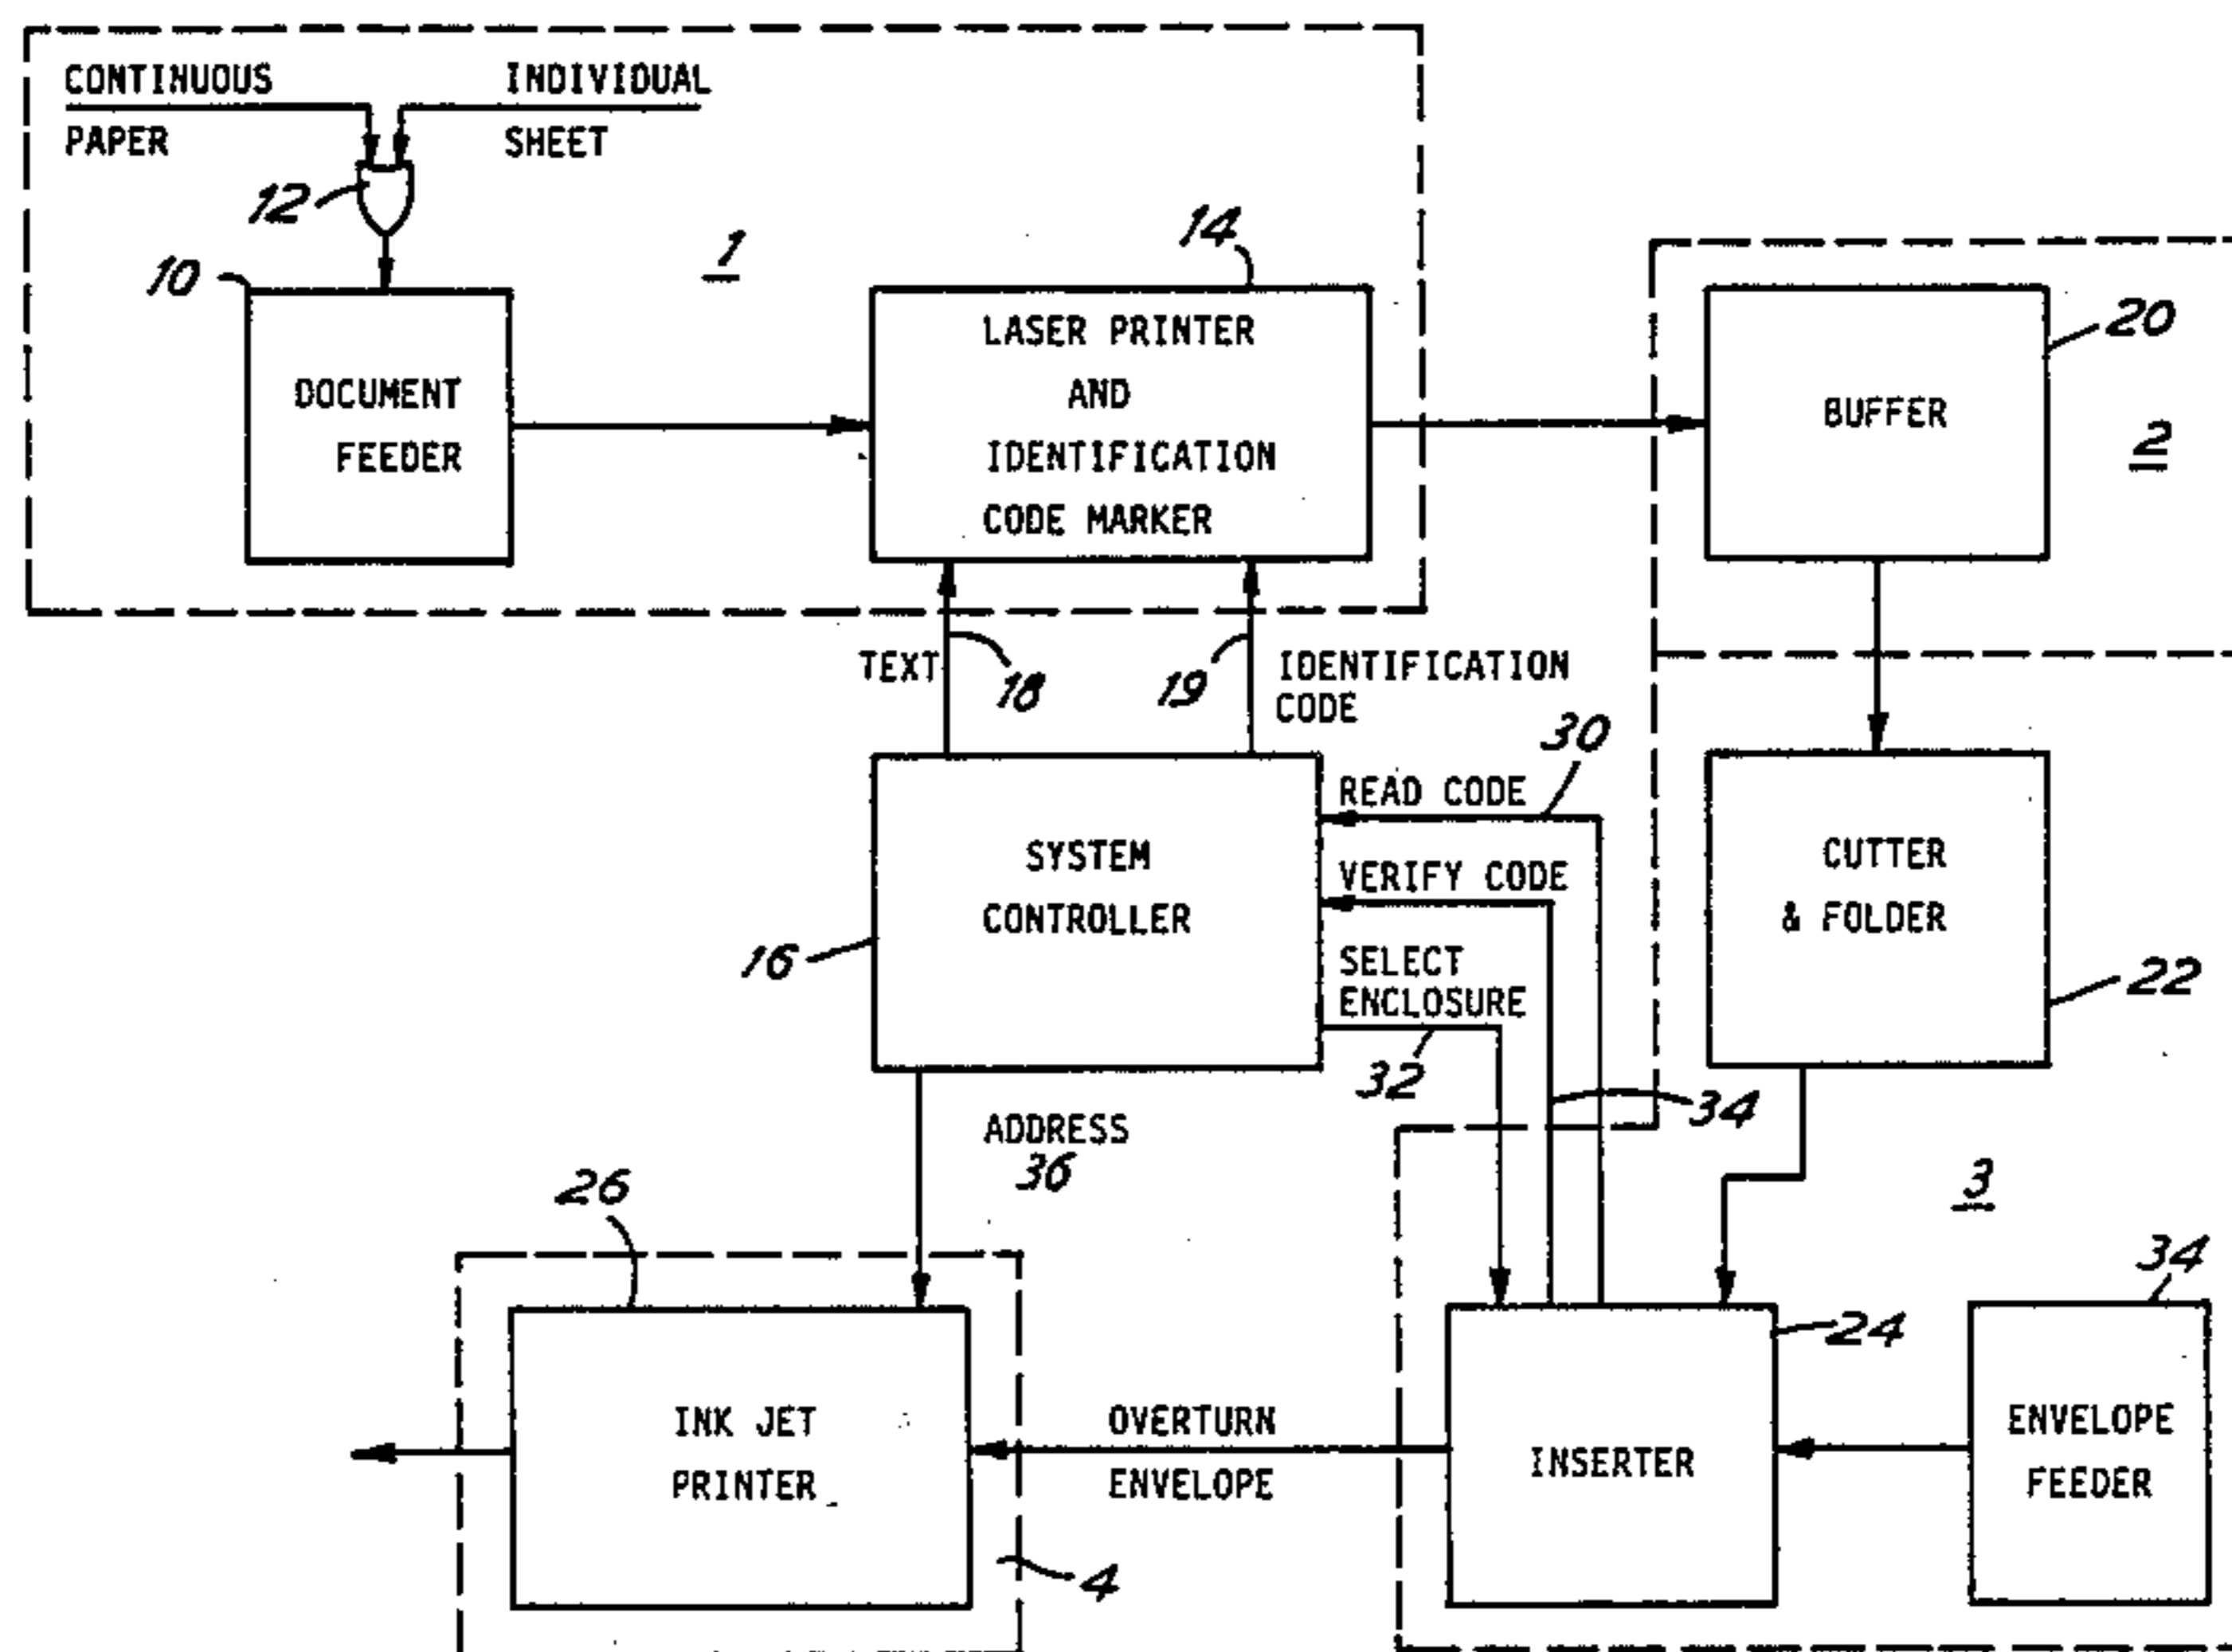 CONTINUOUS
PAPER
INDIVIDUAL
SHEET
12
1
14
10
DOCUMENT
FEEDER
LASER PRINTER
AND
IDENTIFICATION
CODE MARKER
BUFFER
20
2
TEXT
18
19
IDENTIFICATION
CODE
30
READ CODE
VERIFY CODE
SELECT
ENCLOSURE
32
SYSTEM
CONTROLLER
16
CUTTER
& FOLDER
22
34
ADDRESS
36
3
26
34
24
INK JET
PRINTER
OVERTURN
ENVELOPE
INSERTER
ENVELOPE
FEEDER
4